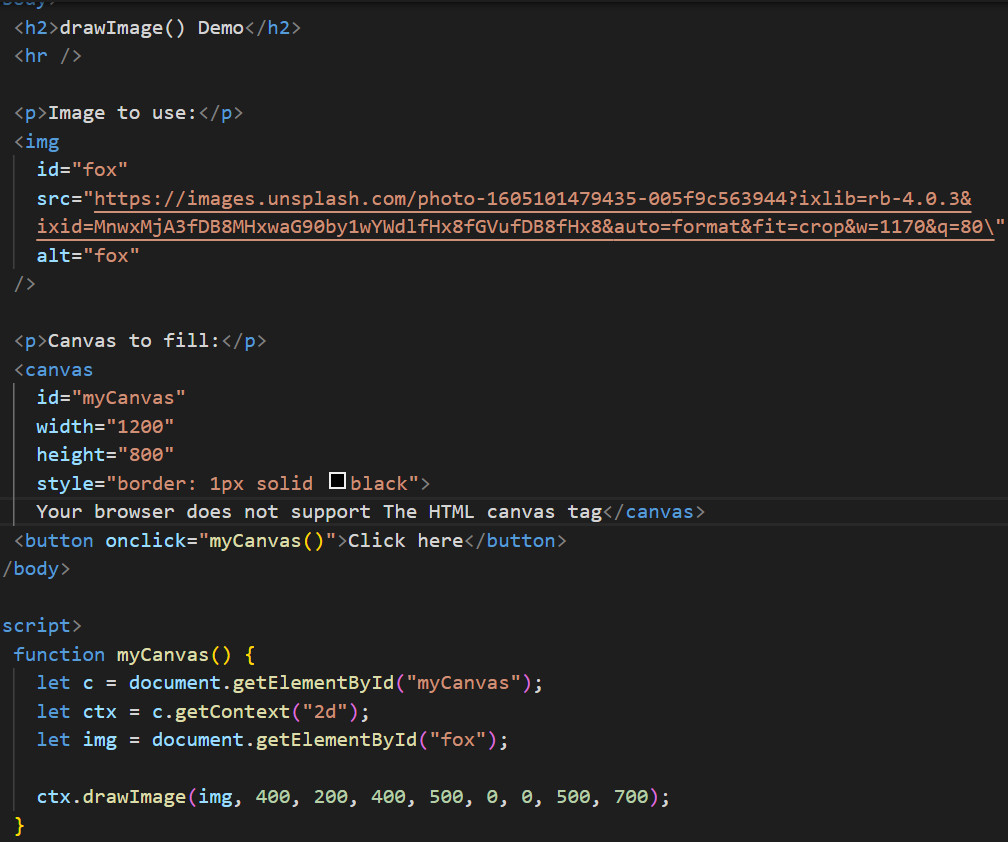 body>
<h2>drawImage() Demo</h2>
<hr />
<p>Image to use:</p>
<img
id="fox"
src="https://images.unsplash.com/photo-1605101479435-005f9c563944?ixlib=rb-4.0.3&
ixid=MnwxMjA3fDB8MHxwaG90by1wYWdlfHx8fGVufDB8fHx8&auto=format&fit=crop&w=1170&q=80\"
alt="fox"
/>
<p>Canvas to fill:</p>
<canvas
id="myCanvas"
width="1200"
height="800"
style="border: 1px solid black">
Your browser does not support The HTML canvas tag</canvas>
<button onclick="myCanvas()">Click here</button>
/body>
script>
function myCanvas() {
let c = document.getElementById("myCanvas");
let ctx = c.getContext("2d");
let img = document.getElementById("fox");
ctx.drawImage(img, 400, 200, 400, 500, 0, 0, 500, 700);
}